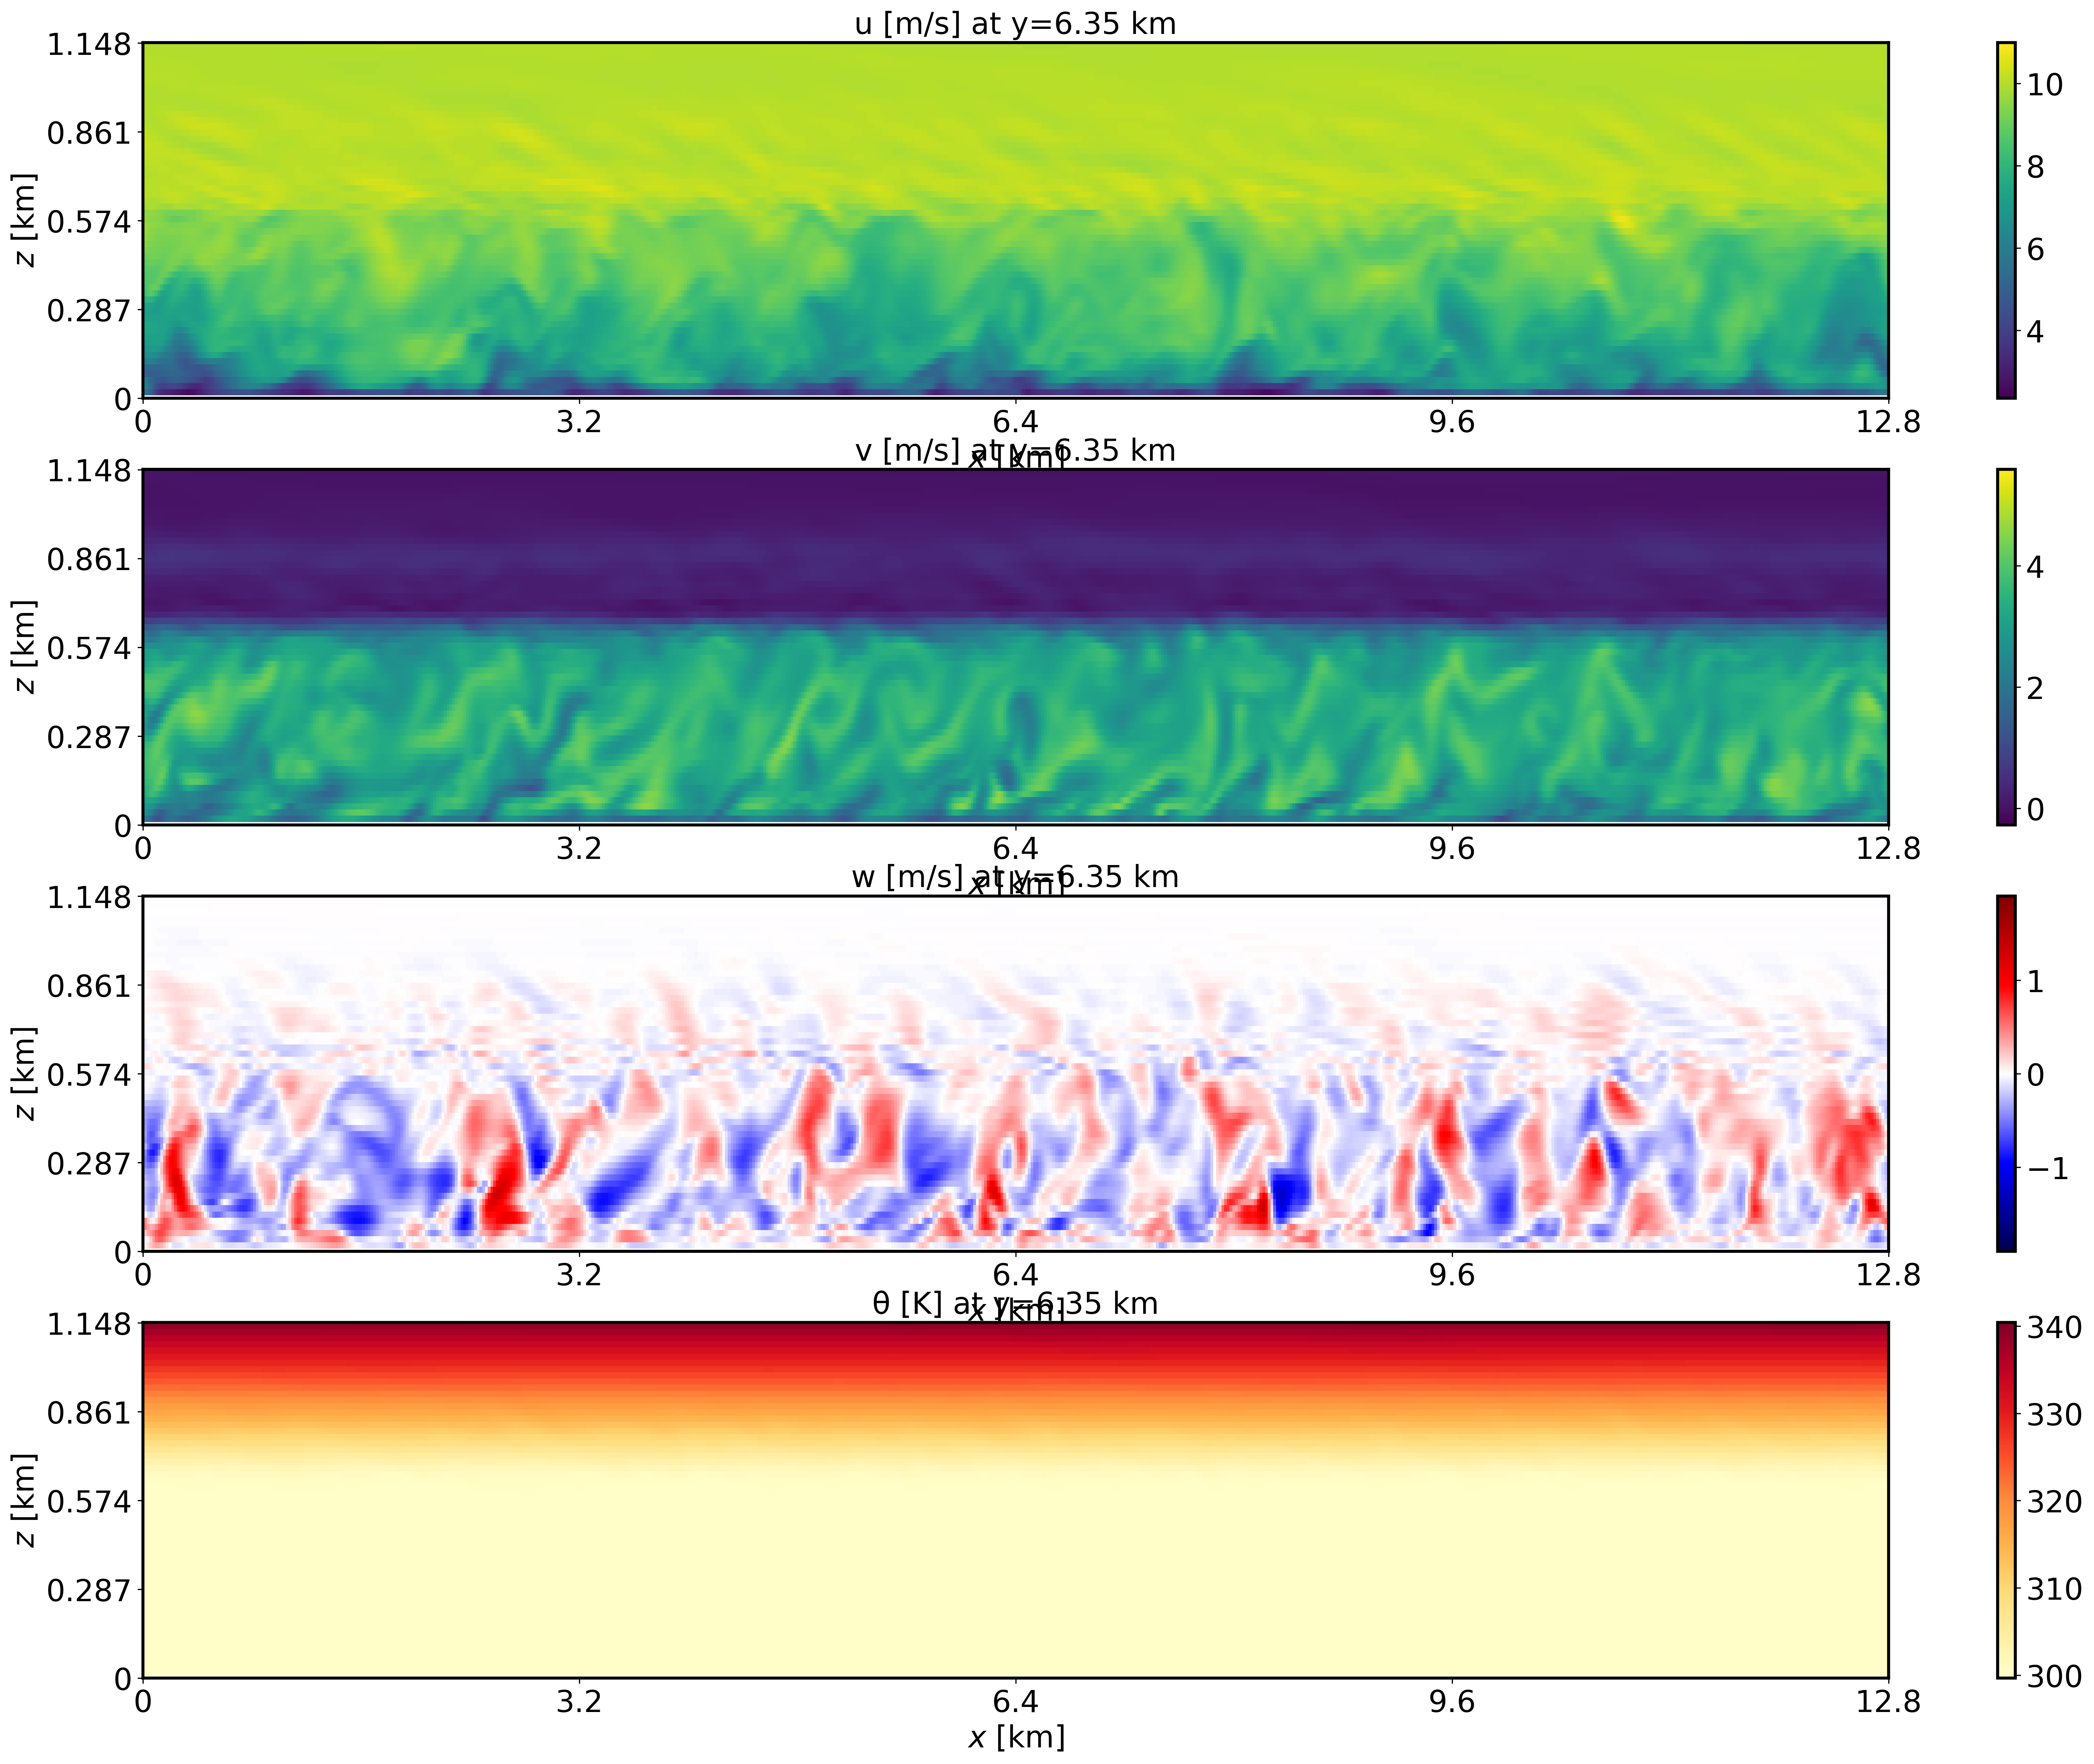 u [m/s] at y=6.35 km
1.148
0.861
0.574
0.287
0
z [km]
0 3.2 6.4 9.6 12.8
x [km]
10
8
6
4
v [m/s] at y=6.35 km
1.148
0.861
0.574
0.287
0
z [km]
0 3.2 6.4 9.6 12.8
x [km]
4
2
0
w [m/s] at y=6.35 km
1.148
0.861
0.574
0.287
0
z [km]
0 3.2 6.4 9.6 12.8
x [km]
1
0
−1
θ [K] at y=6.35 km
1.148
0.861
0.574
0.287
0
z [km]
0 3.2 6.4 9.6 12.8
x [km]
340
330
320
310
300